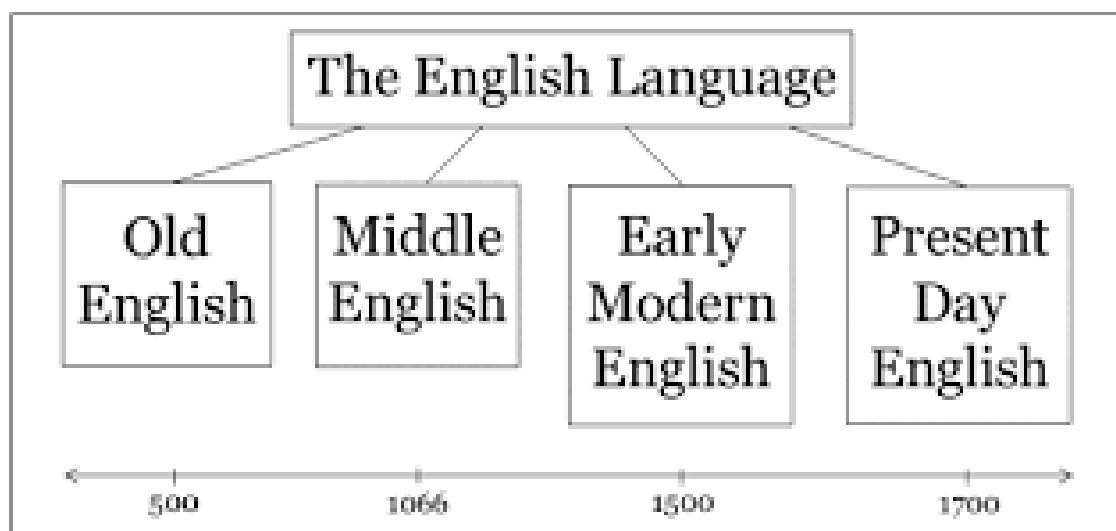 The English Language
Old
English
Middle
English
Early
Modern
English
Present
Day
English
500
1066
1500
1700